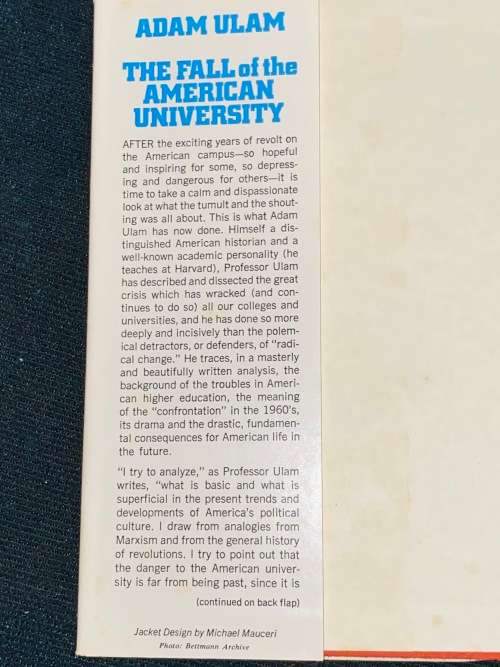 ADAM ULAM
THE FALL of the
AMERICAN
UNIVERSITY
AFTER the exciting years of revolt on
the American campus—so hopeful
and inspiring for some, so depress-
ing and dangerous for others—it is
time to take a calm and dispassionate
look at what the tumult and the shout-
ing was all about. This is what Adam
Ulam has now done. Himself a dis-
tinguished American historian and a
well-known academic personality (he
teaches at Harvard), Professor Ulam
has described and dissected the great
crisis which has wracked (and con-
tinues to do so) all our colleges and
universities, and he has done so more
deeply and incisively than the polem-
ical detractors, or defenders, of “radi-
cal change.” He traces, in a masterly
and beautifully written analysis, the
background of the troubles in Ameri-
can higher education, the meaning
of the “confrontation” in the 1960’s,
its drama and the drastic, fundamen-
tal consequences for American life in
the future.
“I try to analyze,” as Professor Ulam
writes, “what is basic and what is
superficial in the present trends and
developments of America’s political
culture. I draw from analogies from
Marxism and from the general history
of revolutions. I try to point out that
the danger to the American univer-
sity is far from being past, since it is
(continued on back flap)
Jacket Design by Michael Mauceri
Photo: Bettmann Archive